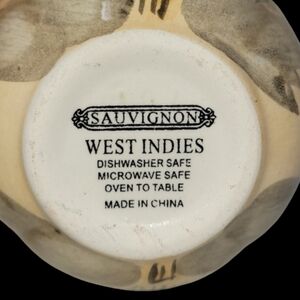 SAUVIGNON
WEST INDIES
DISHWASHER SAFE
MICROWAVE SAFE
OVEN TO TABLE
MADE IN CHINA